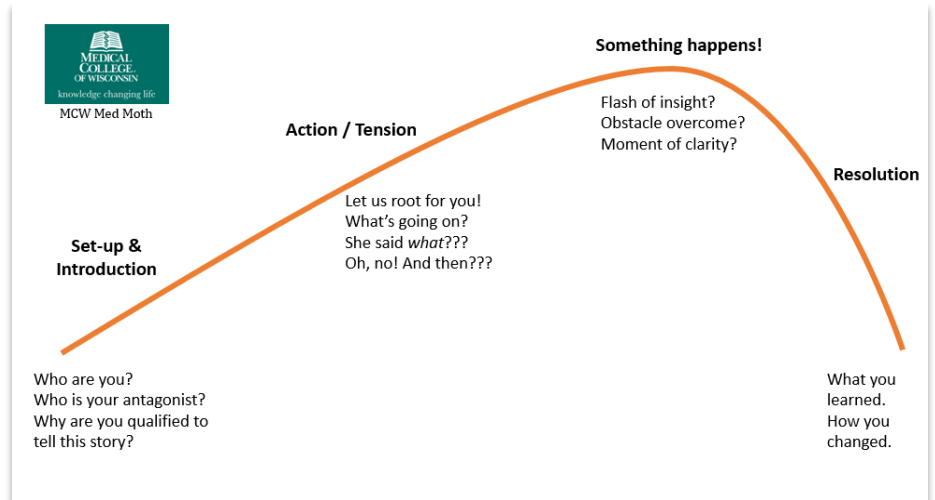 MEDICAL
COLLEGE
OF WISCONSIN
knowledge changing life
MCW Med Moth
Something happens!
Flash of insight?
Obstacle overcome?
Moment of clarity?
Action / Tension
Let us root for you!
What's going on?
She said what???
Oh, no! And then???
Resolution
Set-up &
Introduction
Who are you?
Who is your antagonist?
Why are you qualified to
tell this story?
What you
learned.
How you
changed.